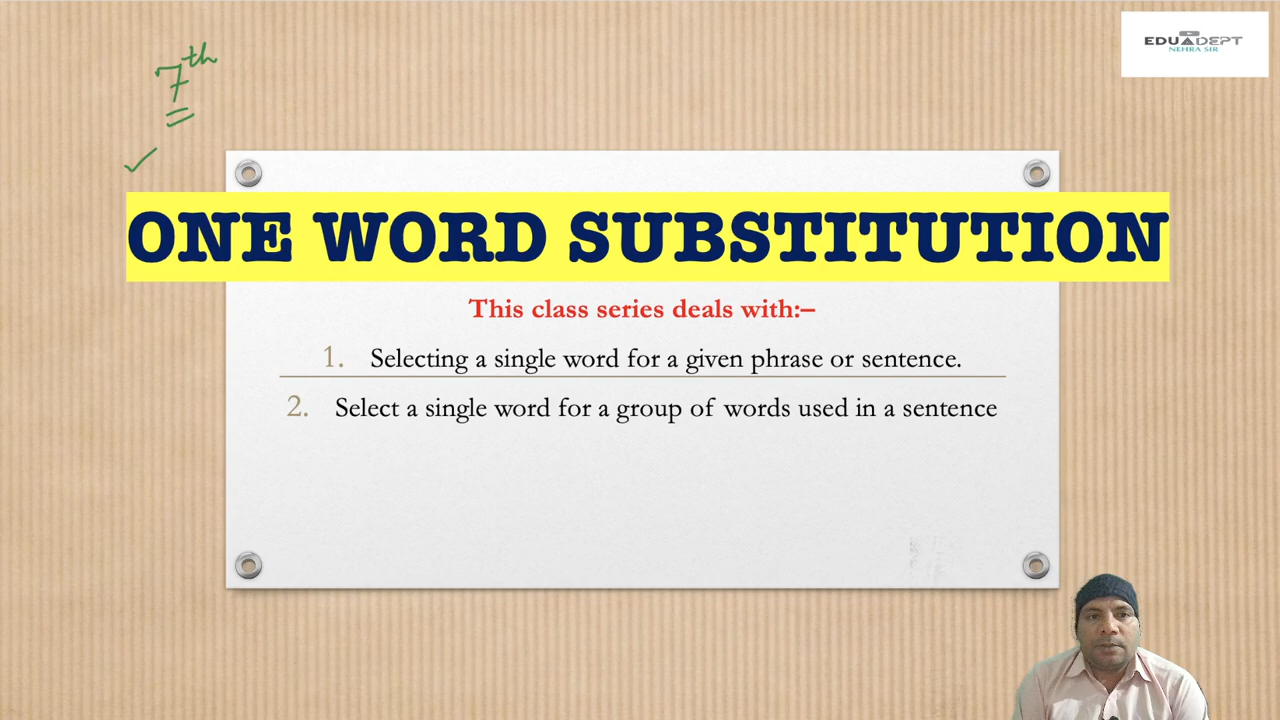 7th
EDUADEPT
NEHRA SIR
ONE WORD SUBSTITUTION
This class series deals with:–
1. Selecting a single word for a given phrase or sentence.
2. Select a single word for a group of words used in a sentence